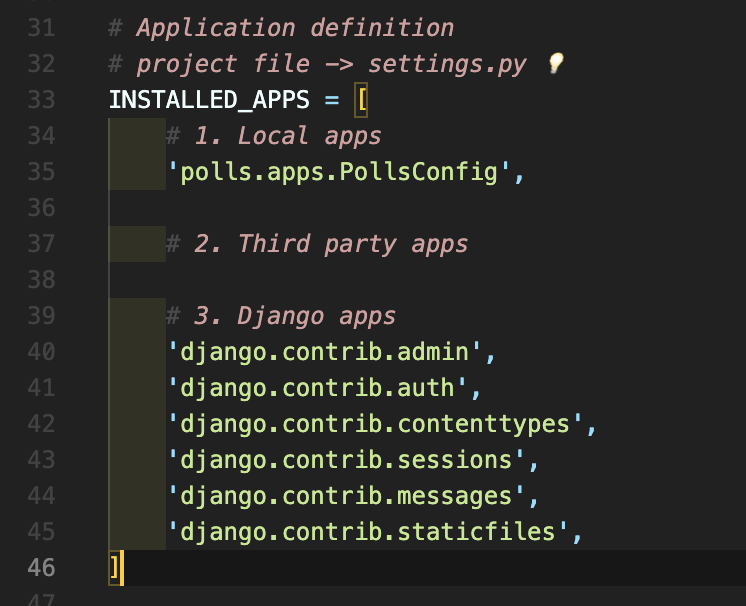 31 # Application definition
32 # project file -> settings.py
33 INSTALLED_APPS = [
34     # 1. Local apps
35     'polls.apps.PollsConfig',
36
37     # 2. Third party apps
38
39     # 3. Django apps
40     'django.contrib.admin',
41     'django.contrib.auth',
42     'django.contrib.contenttypes',
43     'django.contrib.sessions',
44     'django.contrib.messages',
45     'django.contrib.staticfiles',
46 ]
47